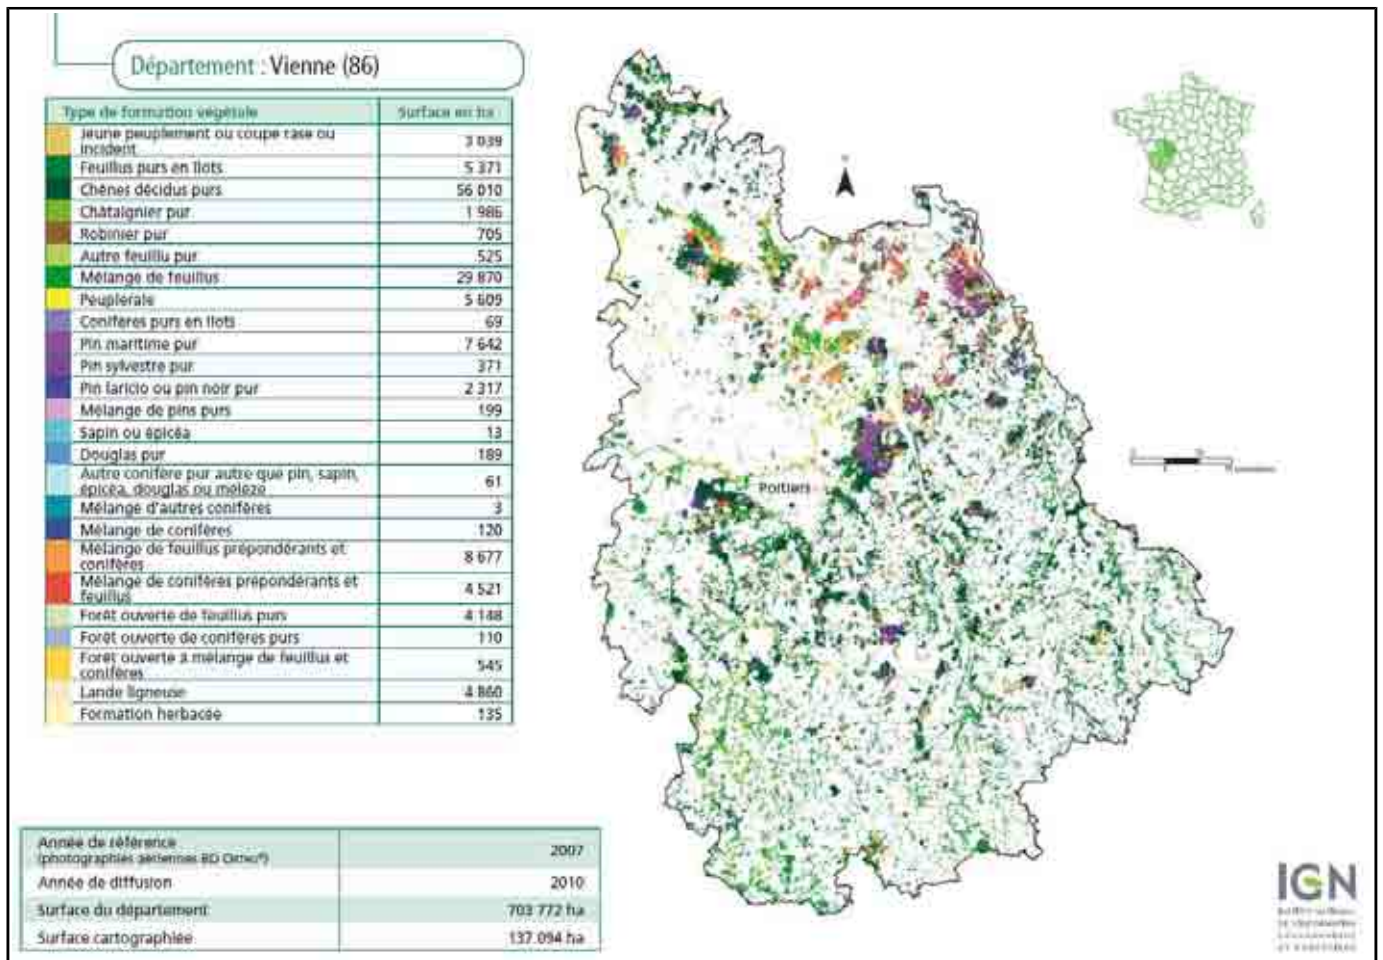 Département : Vienne (86)
Type de formation végétale Surface en ha
Jeune peuplement ou coupe rase ou
incident 3 039
Feuillus purs en îlots 5 371
Chênes décidus purs 56 010
Châtaignier pur 1 986
Robinier pur 705
Autre feuillu pur 525
Mélange de feuillus 29 870
Peupleraie 5 609
Conifères purs en îlots 69
Pin maritime pur 7 642
Pin sylvestre pur 371
Pin laricio ou pin noir pur 2 317
Mélange de pins purs 199
Sapin ou épicéa 13
Douglas pur 189
Autre conifère pur autre que pin, sapin,
épicéa, douglas ou mélèze 61
Mélange d'autres conifères 3
Mélange de conifères 120
Mélange de feuillus prépondérants et
conifères 8 677
Mélange de conifères prépondérants et
feuillus 4 521
Forêt ouverte de feuillus purs 4 148
Forêt ouverte de conifères purs 110
Forêt ouverte à mélange de feuillus et
conifères 545
Lande ligneuse 4 860
Formation herbacée 135
Poitiers
Année de référence
(photographies aériennes BD Ortho®) 2007
Année de diffusion 2010
Surface du département 703 772 ha
Surface cartographiée 137 094 ha
IGN